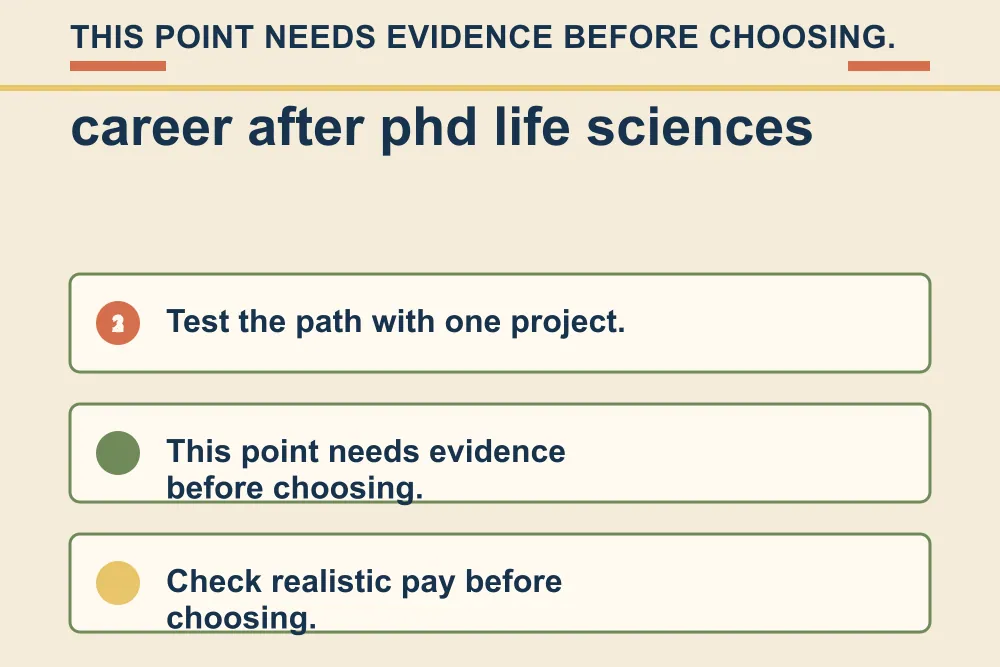 THIS POINT NEEDS EVIDENCE BEFORE CHOOSING.
career after phd life sciences
2 Test the path with one project.
This point needs evidence
before choosing.
Check realistic pay before
choosing.